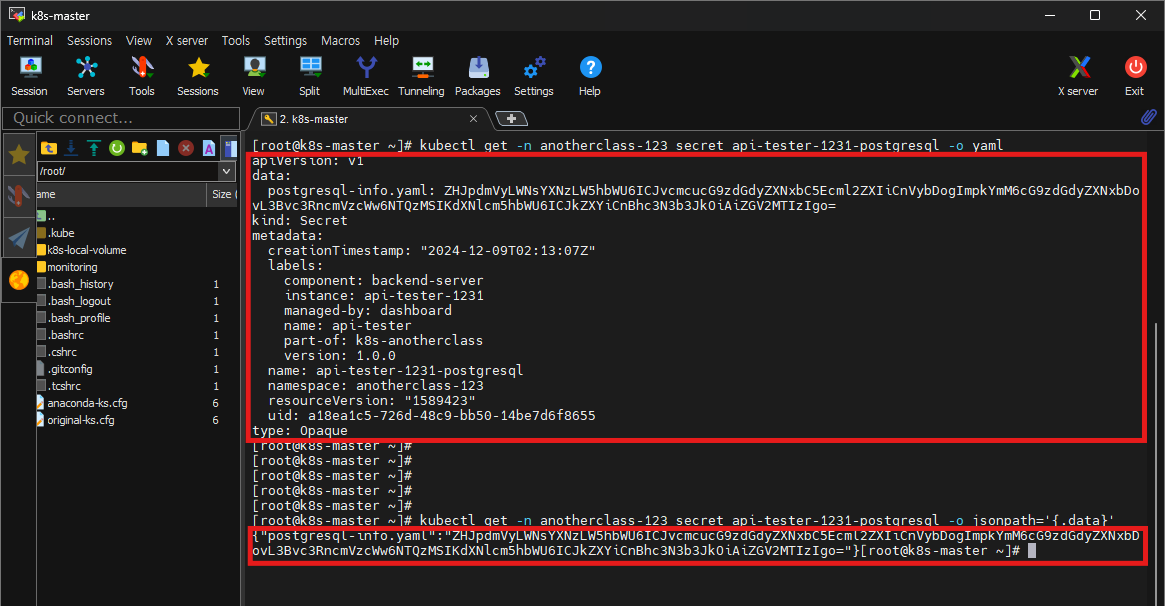 k8s-master
Terminal Sessions View X server Tools Settings Macros Help
Session Servers Tools Sessions View Split MultiExec Tunneling Packages Settings Help X server Exit
Quick connect...
2. k8s-master
/root/
ame Size (
..
.kube
k8s-local-volume
monitoring
.bash_history 1
.bash_logout 1
.bash_profile 1
.bashrc 1
.cshrc 1
.gitconfig 1
.tcshrc 1
anaconda-ks.cfg 6
original-ks.cfg 6
[root@k8s-master ~]# kubectl get -n anotherclass-123 secret api-tester-1231-postgresql -o yaml
apiVersion: v1
data:
  postgresql-info.yaml: ZHJpdmVyLWNsYXNzLW5hbWU6ICJvcmcucG9zdGdyZXNxbC5Ecml2ZXIiCnVybDogImpkYmM6cG9zdGdyZXNxbDo
vL3Bvc3RncmVzcWw6NTQzMSIKdXNlcm5hbWU6ICJkZXYiCnBhc3N3b3JkOiAiZGV2MTIzIgo=
kind: Secret
metadata:
  creationTimestamp: "2024-12-09T02:13:07Z"
  labels:
    component: backend-server
    instance: api-tester-1231
    managed-by: dashboard
    name: api-tester
    part-of: k8s-anotherclass
    version: 1.0.0
  name: api-tester-1231-postgresql
  namespace: anotherclass-123
  resourceVersion: "1589423"
  uid: a18ea1c5-726d-48c9-bb50-14be7d6f8655
type: Opaque
[root@k8s-master ~]#
[root@k8s-master ~]#
[root@k8s-master ~]#
[root@k8s-master ~]#
[root@k8s-master ~]#
[root@k8s-master ~]# kubectl get -n anotherclass-123 secret api-tester-1231-postgresql -o jsonpath='{.data}'
{"postgresql-info.yaml":"ZHJpdmVyLWNsYXNzLW5hbWU6ICJvcmcucG9zdGdyZXNxbC5Ecml2ZXIiCnVybDogImpkYmM6cG9zdGdyZXNxbD
ovL3Bvc3RncmVzcWw6NTQzMSIKdXNlcm5hbWU6ICJkZXYiCnBhc3N3b3JkOiAiZGV2MTIzIgo="}[root@k8s-master ~]#